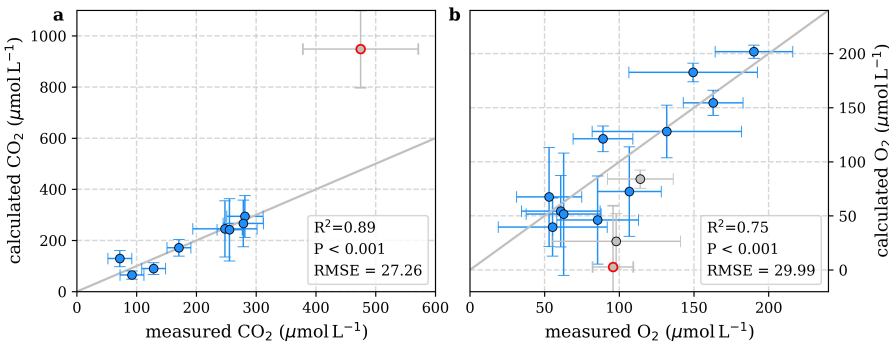 a
1000
800
600
400
200
0
0 100 200 300 400 500 600
calculated CO₂ (μmol L⁻¹)
measured CO₂ (μmol L⁻¹)
R²=0.89
P < 0.001
RMSE = 27.26
b
200
150
100
50
0
0 50 100 150 200
calculated O₂ (μmol L⁻¹)
measured O₂ (μmol L⁻¹)
R²=0.75
P < 0.001
RMSE = 29.99